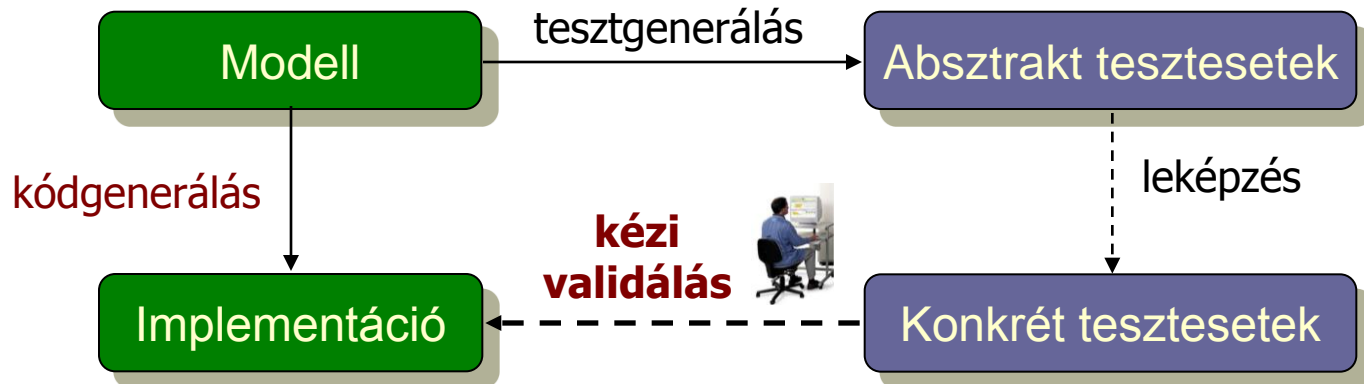 tesztgenerálás
Modell
Absztrakt tesztesetek
kódgenerálás
leképzés
kézi
validálás
Implementáció
Konkrét tesztesetek